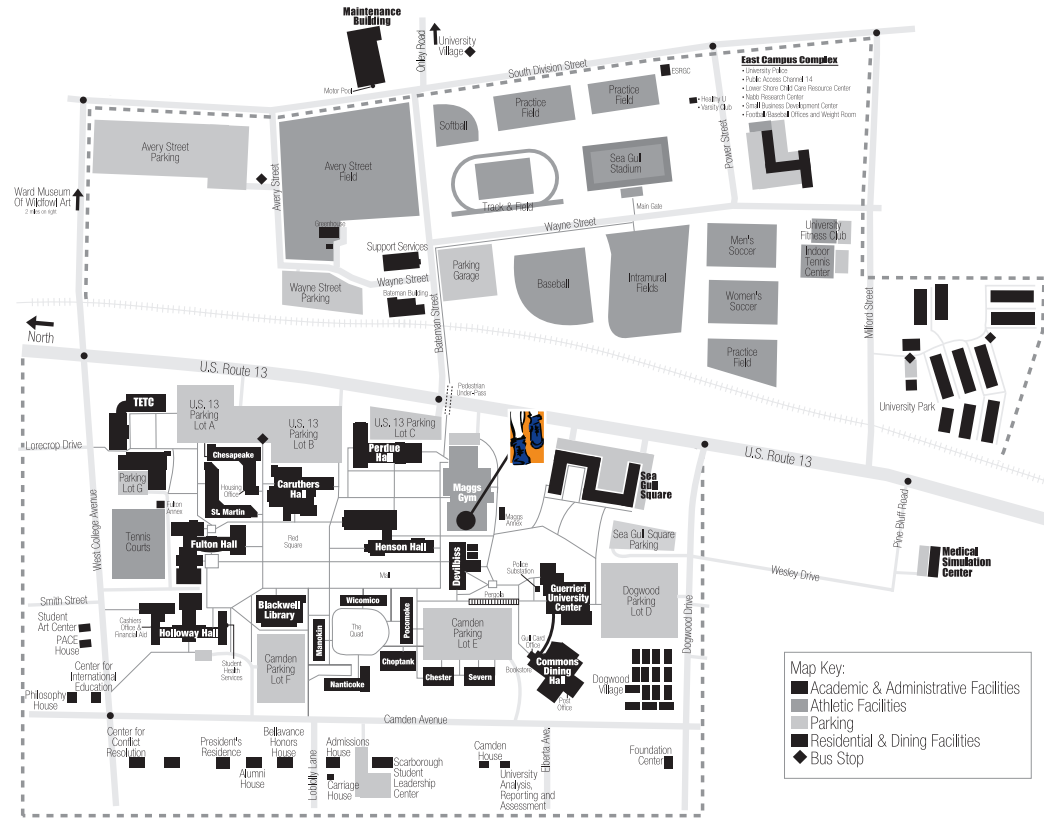 Maintenance
Building
University
Village
Onley Road
Motor Pool
South Division Street
ESRGC
Practice
Field
Practice
Field
Softball
• Healthy U
• Varsity Club
East Campus Complex
• University Police
• Public Access Channel 14
• Lower Shore Child Care Resource Center
• Nabb Research Center
• Small Business Development Center
• Football/Baseball Offices and Weight Room
Power Street
Avery Street
Parking
Avery Street
Avery Street
Field
Sea Gull
Stadium
Track & Field
Main Gate
Ward Museum
Of Wildfowl Art
2 miles on right
Greenhouse
Support Services
Wayne Street
Wayne Street
Bateman Building
Wayne Street
Parking
Parking
Garage
Baseball
Intramural
Fields
Men's
Soccer
Women's
Soccer
Practice
Field
University
Fitness Club
Indoor
Tennis
Center
Milford Street
Bateman Street
North
U.S. Route 13
Pedestrian
Under-Pass
University Park
TETC
U.S. 13
Parking
Lot A
U.S. 13
Parking
Lot B
U.S. 13 Parking
Lot C
Lorecrop Drive
Chesapeake
Perdue
Hall
Parking
Lot G
Housing
Office
Caruthers
Hall
Maggs
Gym
Sea
Gull
Square
U.S. Route 13
Fulton
Annex
St. Martin
Maggs
Annex
West College Avenue
Tennis
Courts
Fulton Hall
Red
Square
Henson Hall
Sea Gull Square
Parking
Pine Bluff Road
Medical
Simulation
Center
Mall
Devilbiss
Police
Substation
Wesley Drive
Smith Street
Student
Art Center
PACE
House
Cashiers
Office &
Financial Aid
Holloway Hall
Blackwell
Library
Wicomico
The
Quad
Manokin
Pocomoke
Pergola
Guerrieri
University
Center
Dogwood
Parking
Lot D
Camden
Parking
Lot E
Gull Card
Office
Student
Health
Services
Camden
Parking
Lot F
Choptank
Nanticoke
Chester
Severn
Bookstore
Commons
Dining
Hall
Post
Office
Dogwood
Village
Dogwood Drive
Center for
International
Education
Philosophy
House
Camden Avenue
Center for
Conflict
Resolution
President's
Residence
Alumni
House
Bellavance
Honors
House
Loblolly Lane
Admissions
House
Carriage
House
Scarborough
Student
Leadership
Center
Camden
House
University
Analysis,
Reporting and
Assessment
Elberta Ave.
Foundation
Center
Map Key:
Academic & Administrative Facilities
Athletic Facilities
Parking
Residential & Dining Facilities
Bus Stop